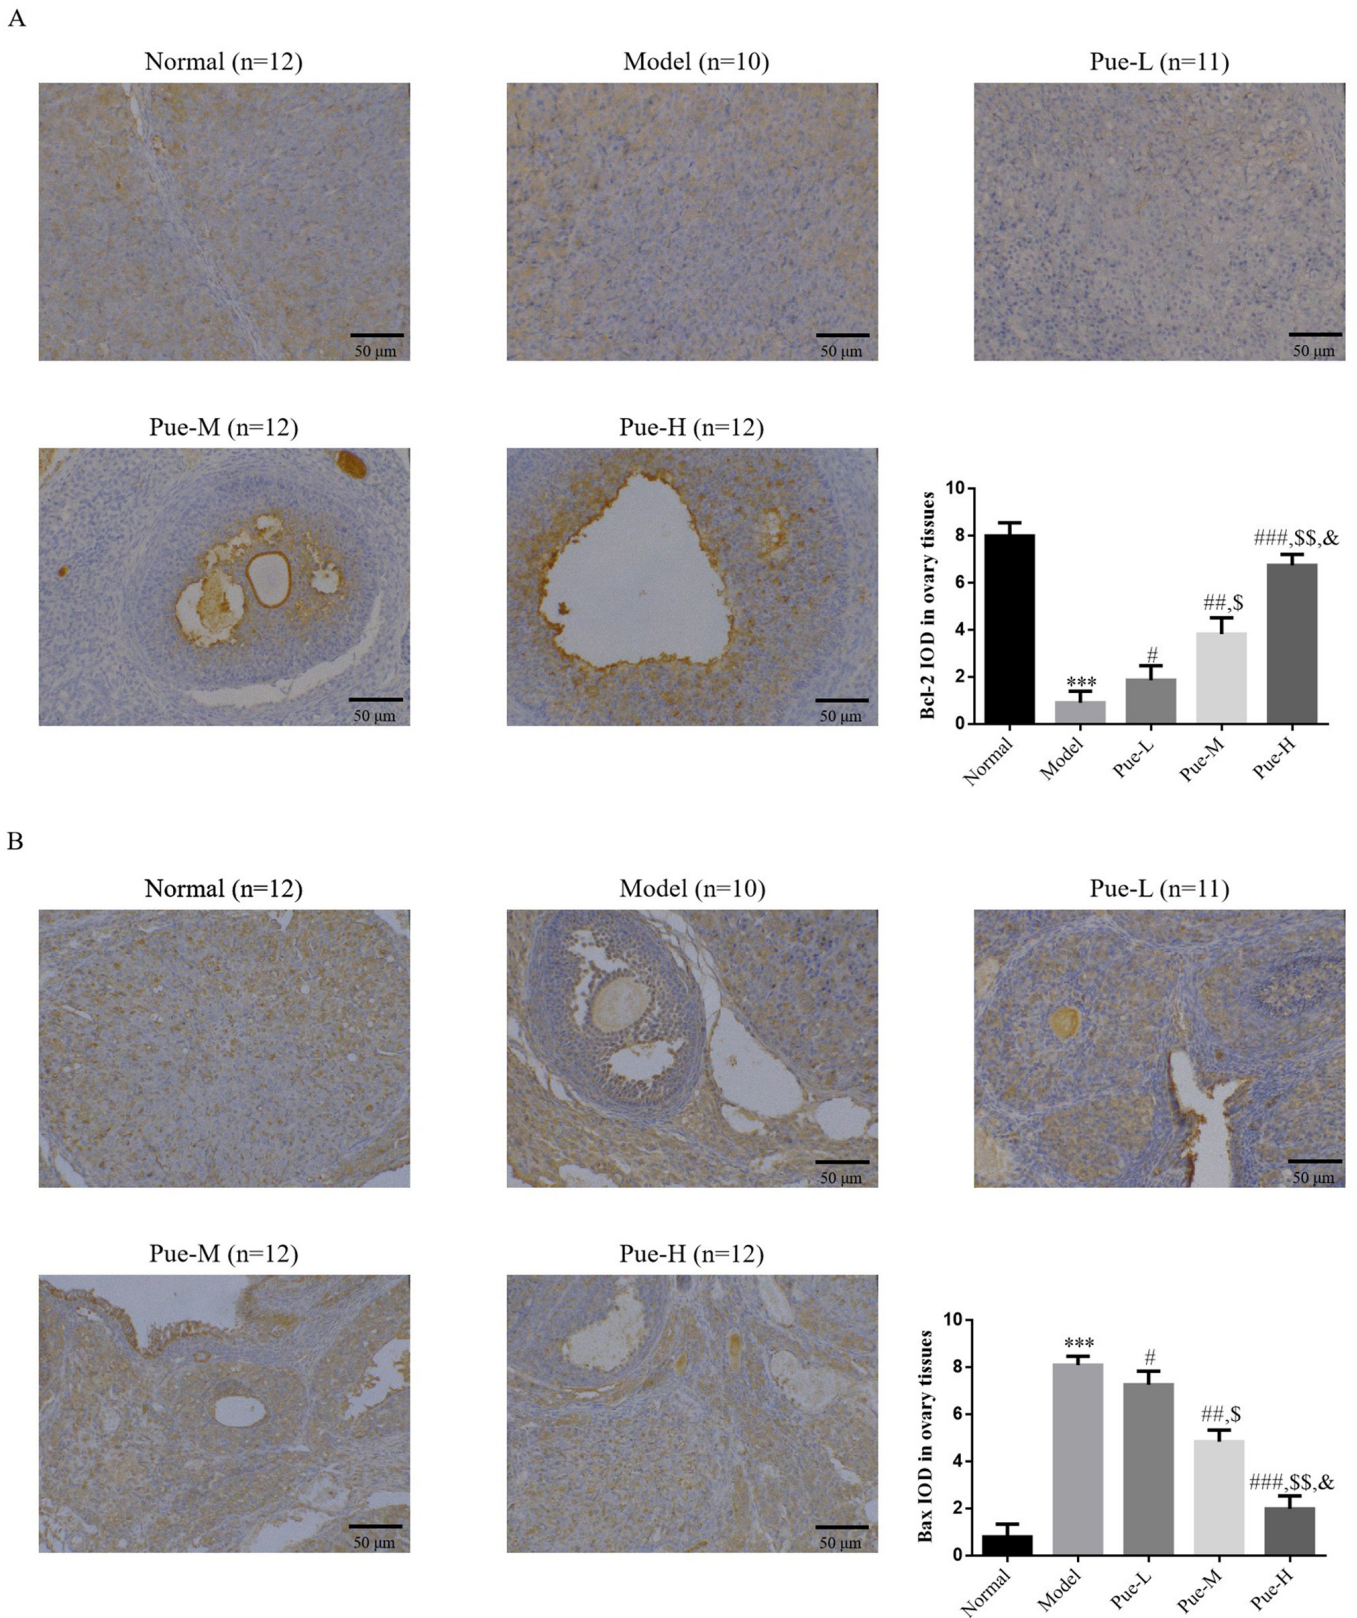 A
Normal (n=12)
Model (n=10)
Pue-L (n=11)
50 μm
50 μm
50 μm
Pue-M (n=12)
Pue-H (n=12)
50 μm
50 μm
Bcl-2 IOD in ovary tissues
10
8
6
4
2
0
***
#
##,$
###,$$,&
Normal
Model
Pue-L
Pue-M
Pue-H
B
Normal (n=12)
Model (n=10)
Pue-L (n=11)
50 μm
50 μm
Pue-M (n=12)
Pue-H (n=12)
50 μm
50 μm
Bax IOD in ovary tissues
10
8
6
4
2
0
***
#
##,$
###,$$,&
Normal
Model
Pue-L
Pue-M
Pue-H